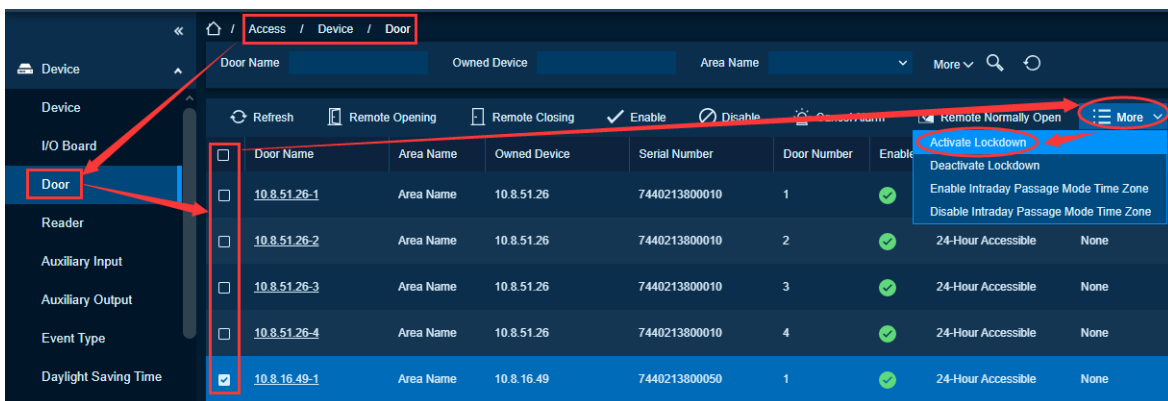 «
/ Access / Device / Door
Device
Door Name Owned Device Area Name More
Device
Refresh Remote Opening Remote Closing Enable Disable Cancel Alarm Remote Normally Open More
I/O Board
Door Name Area Name Owned Device Serial Number Door Number Enable
Activate Lockdown
Deactivate Lockdown
Enable Intraday Passage Mode Time Zone
Disable Intraday Passage Mode Time Zone
Door
10.8.51.26-1 Area Name 10.8.51.26 7440213800010 1
Reader
10.8.51.26-2 Area Name 10.8.51.26 7440213800010 2 24-Hour Accessible None
Auxiliary Input
10.8.51.26-3 Area Name 10.8.51.26 7440213800010 3 24-Hour Accessible None
Auxiliary Output
Event Type
10.8.51.26-4 Area Name 10.8.51.26 7440213800010 4 24-Hour Accessible None
Daylight Saving Time
10.8.16.49-1 Area Name 10.8.16.49 7440213800050 1 24-Hour Accessible None